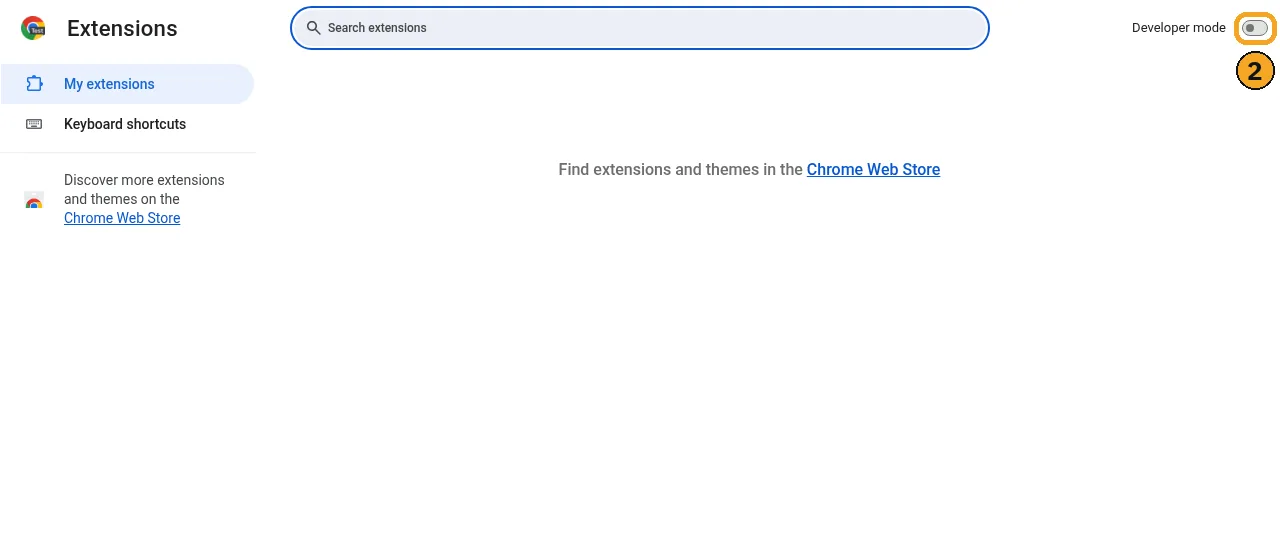 Extensions
Search extensions
Developer mode
2
My extensions
Keyboard shortcuts
Find extensions and themes in the Chrome Web Store
Discover more extensions
and themes on the
Chrome Web Store
Test